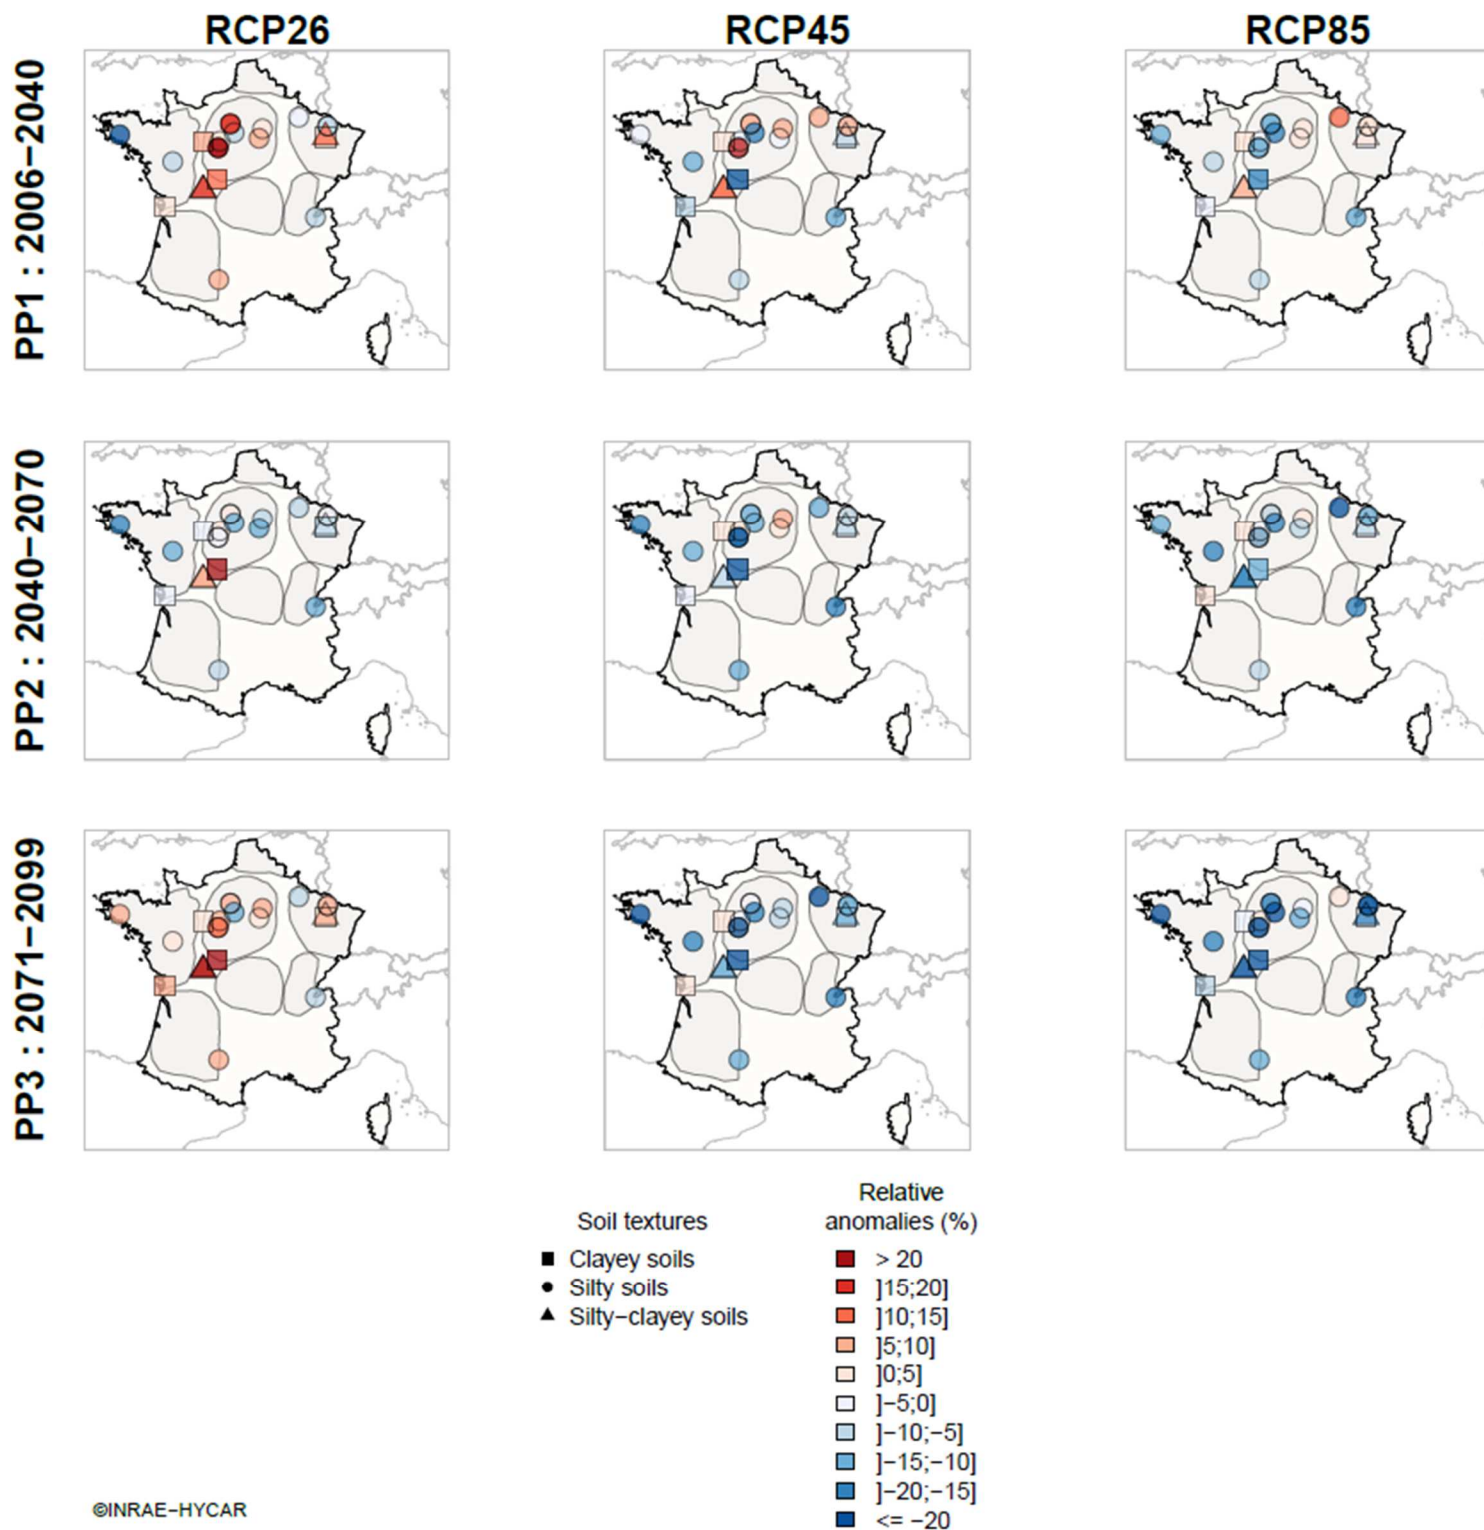 RCP26 RCP45 RCP85
PP1 : 2006−2040
PP2 : 2040−2070
PP3 : 2071−2099
Relative
Soil textures anomalies (%)
Clayey soils > 20
Silty soils ]15;20]
Silty−clayey soils ]10;15]
]5;10]
]0;5]
]−5;0]
]−10;−5]
]−15;−10]
]−20;−15]
<= −20
©INRAE−HYCAR